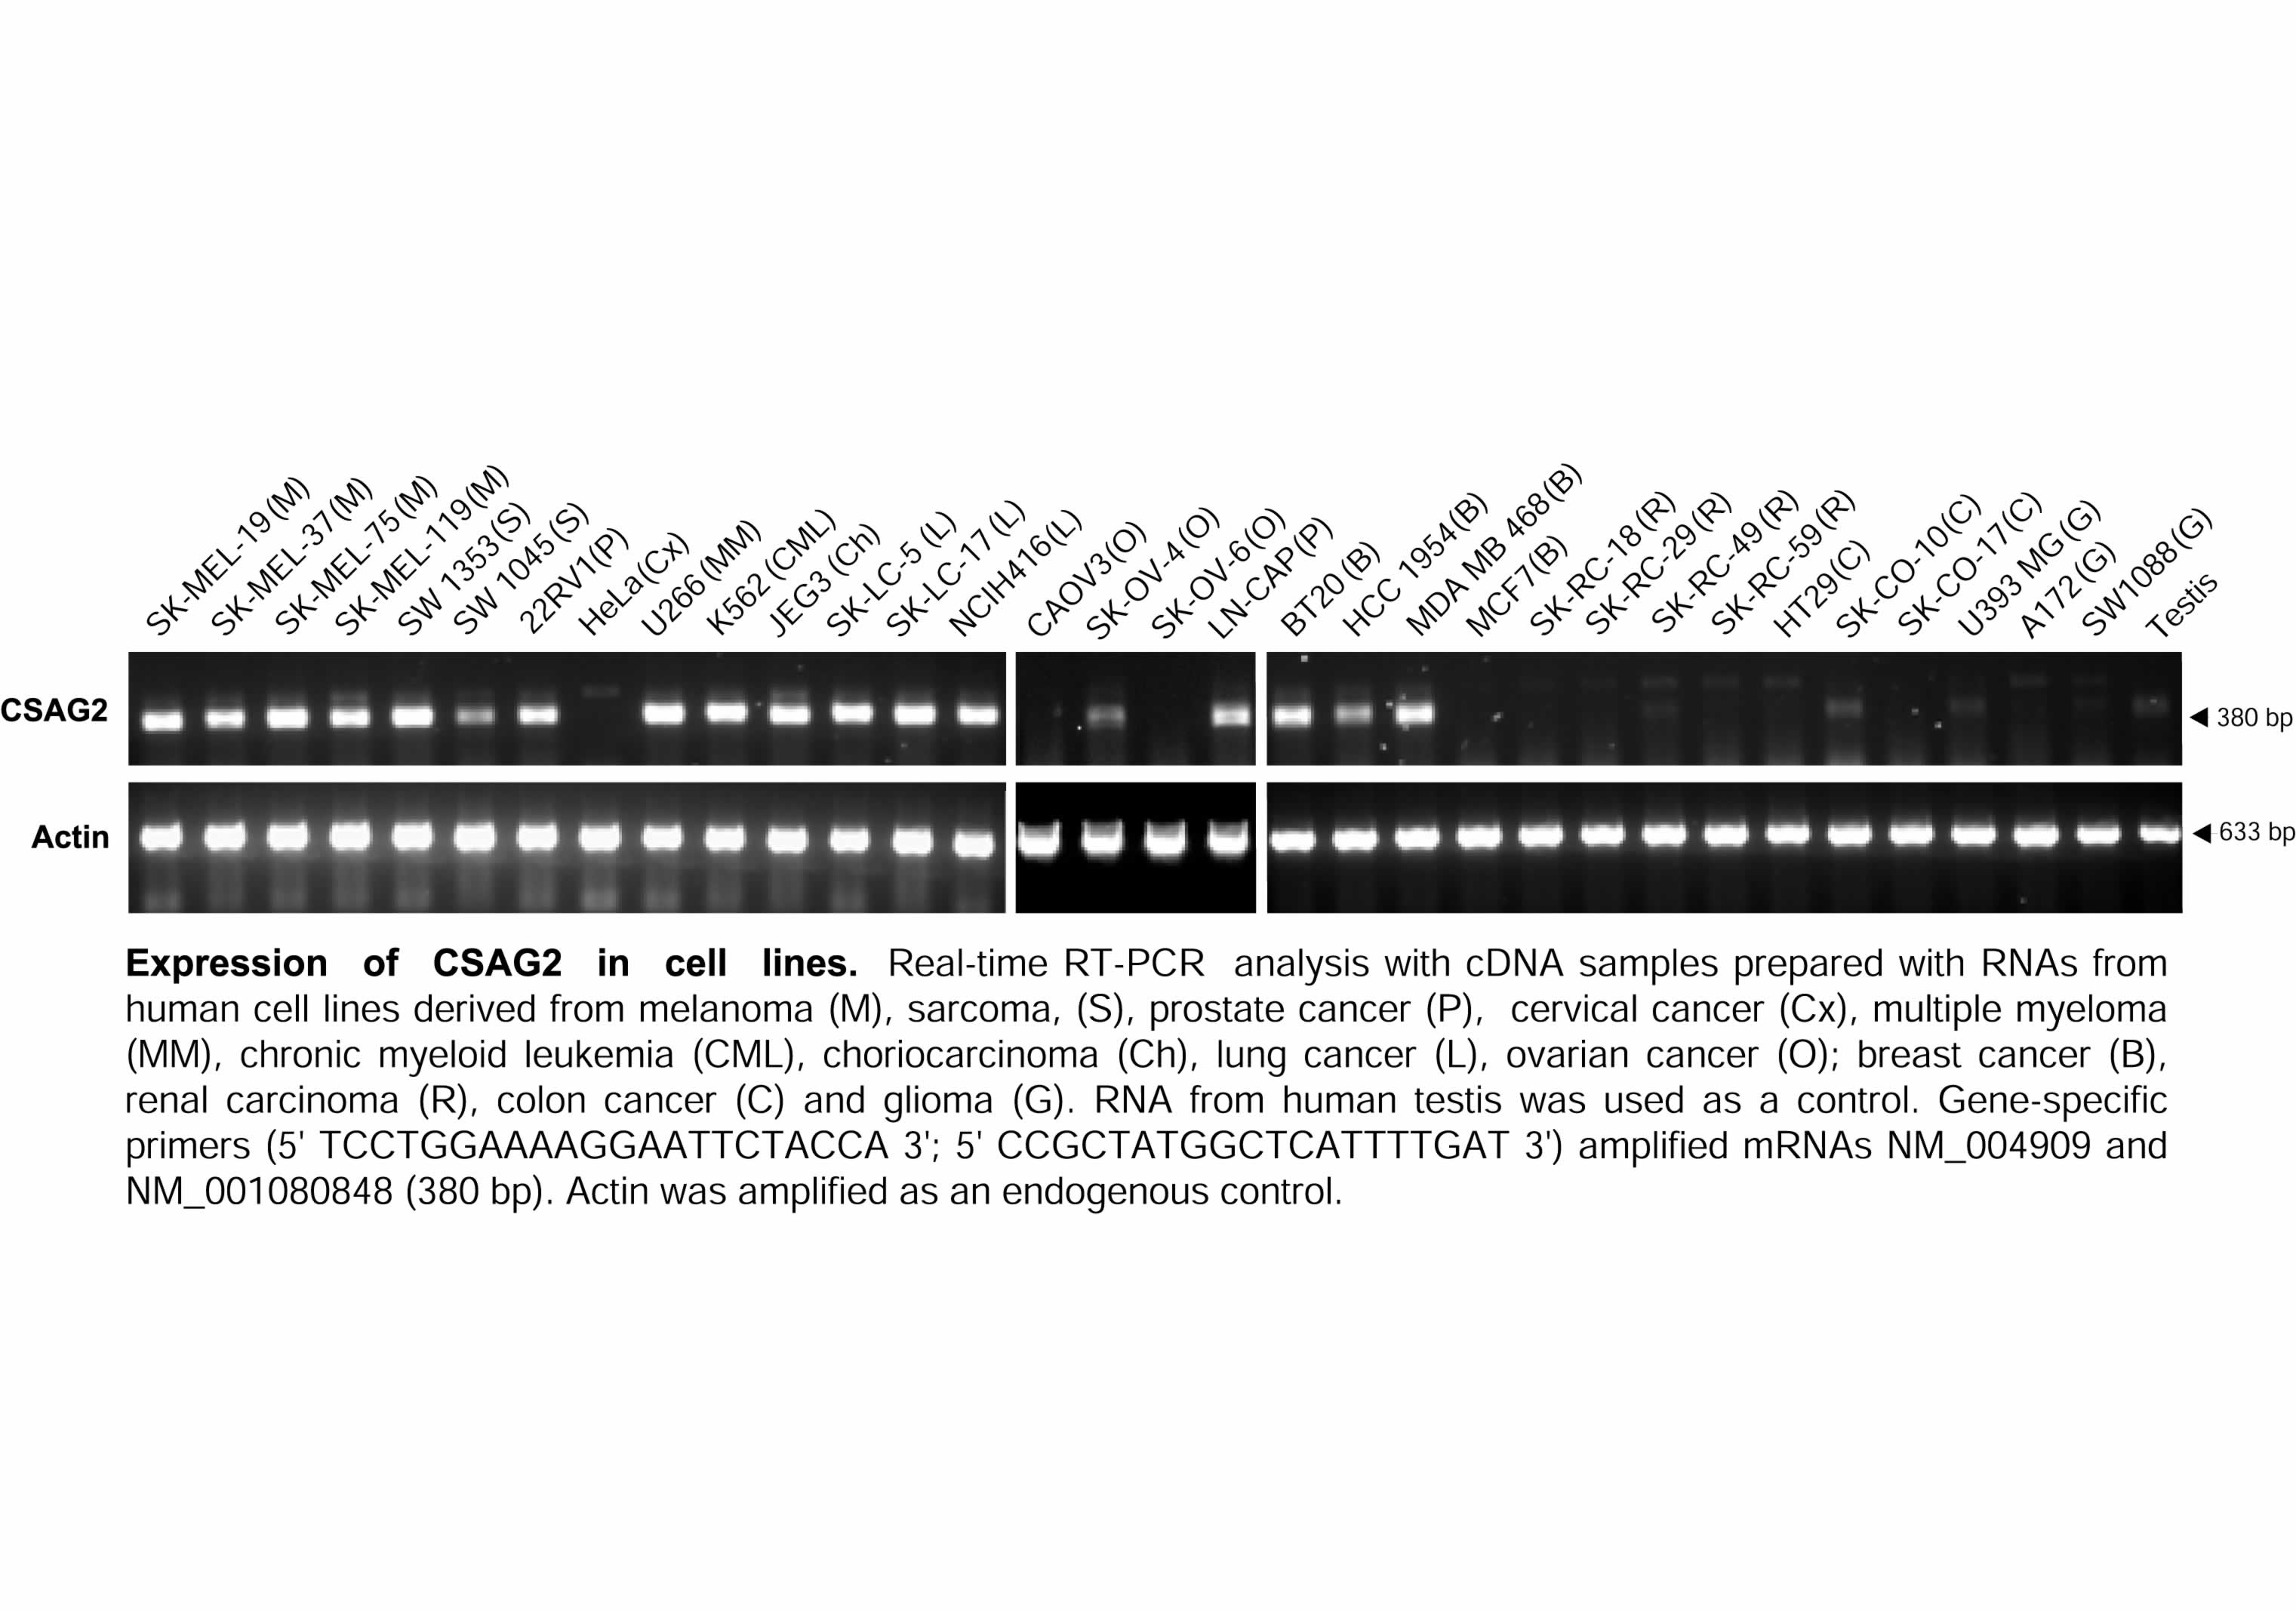 SK-MEL-19 (M)
SK-MEL-37 (M)
SK-MEL-75 (M)
SK-MEL-119 (M)
SW 1353 (S)
SW 1045 (S)
22RV1(P)
HeLa (Cx)
U266 (MM)
K562 (CML)
JEG3 (Ch)
SK-LC-5 (L)
SK-LC-17 (L)
NCIH416 (L)
CAOV3 (O)
SK-OV-4 (O)
SK-OV-6 (O)
LN-CAP (P)
BT20 (B)
HCC 1954 (B)
MDA MB 468 (B)
MCF7 (B)
SK-RC-18 (R)
SK-RC-29 (R)
SK-RC-49 (R)
SK-RC-59 (R)
HT29 (C)
SK-CO-10 (C)
SK-CO-17 (C)
U393 MG (G)
A172 (G)
SW1088 (G)
Testis
CSAG2
380 bp
Actin
633 bp
Expression of CSAG2 in cell lines. Real-time RT-PCR analysis with cDNA samples prepared with RNAs from
human cell lines derived from melanoma (M), sarcoma, (S), prostate cancer (P), cervical cancer (Cx), multiple myeloma
(MM), chronic myeloid leukemia (CML), choriocarcinoma (Ch), lung cancer (L), ovarian cancer (O); breast cancer (B),
renal carcinoma (R), colon cancer (C) and glioma (G). RNA from human testis was used as a control. Gene-specific
primers (5' TCCTGGAAAAGGAATTCTACCA 3'; 5' CCGCTATGGCTCATTTTGAT 3') amplified mRNAs NM_004909 and
NM_001080848 (380 bp). Actin was amplified as an endogenous control.